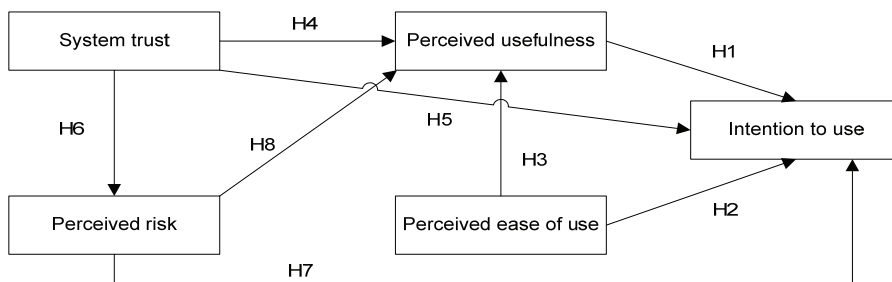 System trust
H4
Perceived usefulness
H1
H5
Intention to use
H6
H8
H3
Perceived risk
Perceived ease of use
H2
H7